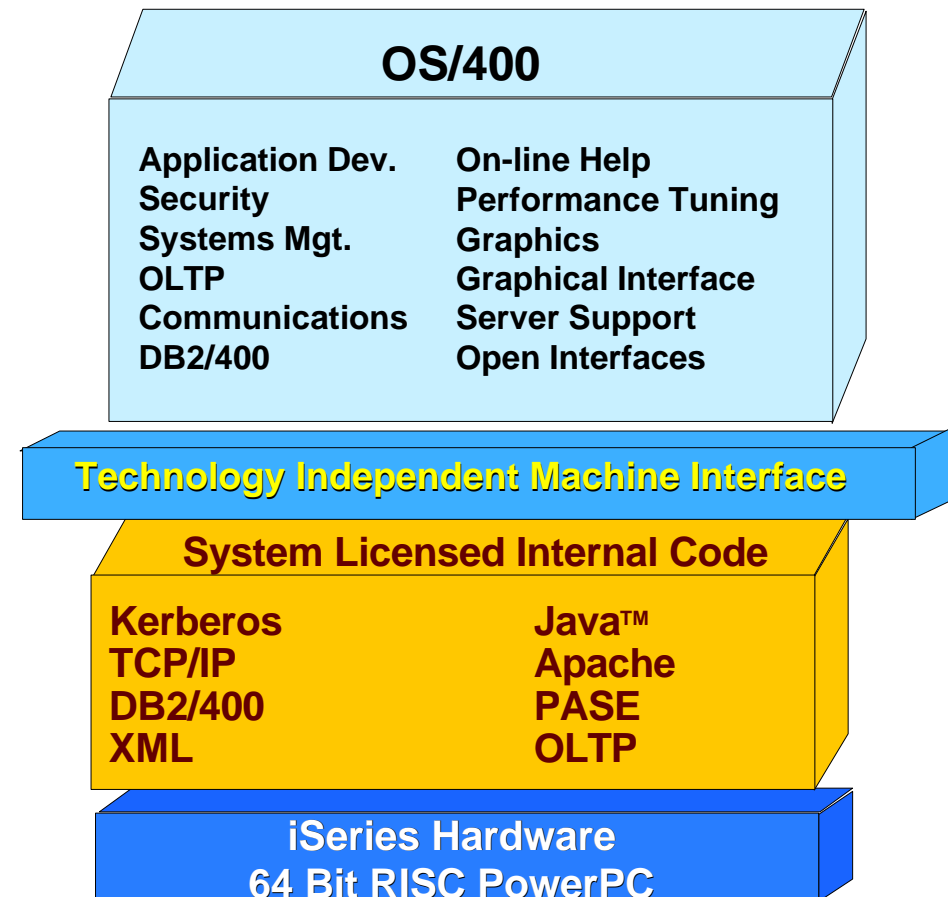 OS/400
Application Dev.
Security
Systems Mgt.
OLTP
Communications
DB2/400
On-line Help
Performance Tuning
Graphics
Graphical Interface
Server Support
Open Interfaces
Technology Independent Machine Interface
System Licensed Internal Code
Kerberos
TCP/IP
DB2/400
XML
Java™
Apache
PASE
OLTP
iSeries Hardware
64 Bit RISC PowerPC